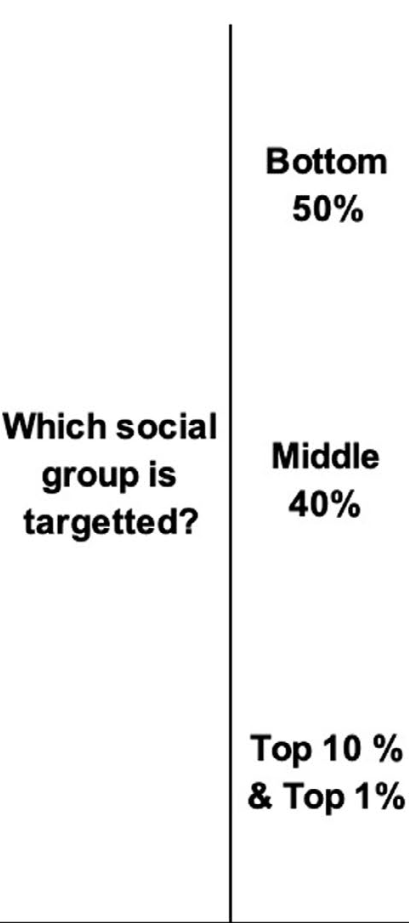 Which social
group is
targetted?
Bottom
50%
Middle
40%
Top 10 %
& Top 1%